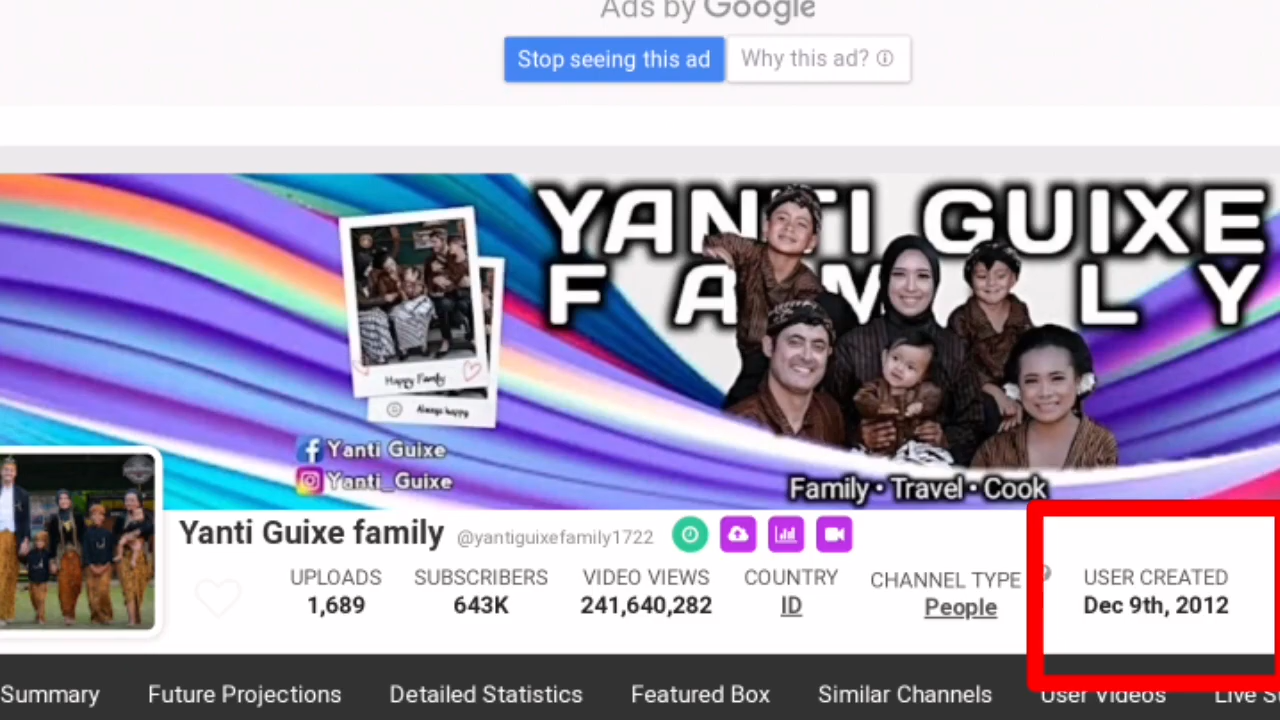 Ads by Google
Stop seeing this ad
Why this ad?
YANTI GUIXE
FAMILY
Happy Family
Always happy
Yanti Guixe
Yanti_Guixe
Family • Travel • Cook
Yanti Guixe family @yantiguixefamily1722
UPLOADS SUBSCRIBERS VIDEO VIEWS COUNTRY CHANNEL TYPE USER CREATED
1,689 643K 241,640,282 ID People Dec 9th, 2012
Summary Future Projections Detailed Statistics Featured Box Similar Channels User Videos Live S